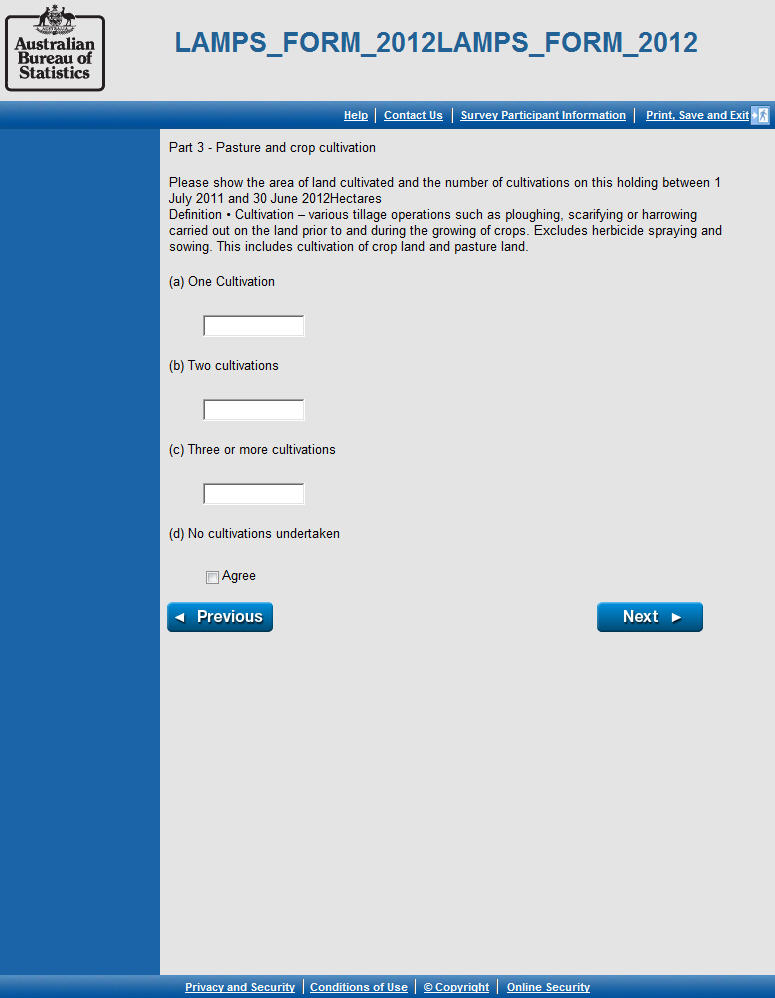 Australian
Bureau of
Statistics
LAMPS_FORM_2012LAMPS_FORM_2012
Help Contact Us Survey Participant Information Print, Save and Exit
Part 3 - Pasture and crop cultivation
Please show the area of land cultivated and the number of cultivations on this holding between 1
July 2011 and 30 June 2012Hectares
Definition • Cultivation – various tillage operations such as ploughing, scarifying or harrowing
carried out on the land prior to and during the growing of crops. Excludes herbicide spraying and
sowing. This includes cultivation of crop land and pasture land.
(a) One Cultivation
(b) Two cultivations
(c) Three or more cultivations
(d) No cultivations undertaken
Agree
◄ Previous Next ►
Privacy and Security Conditions of Use © Copyright Online Security